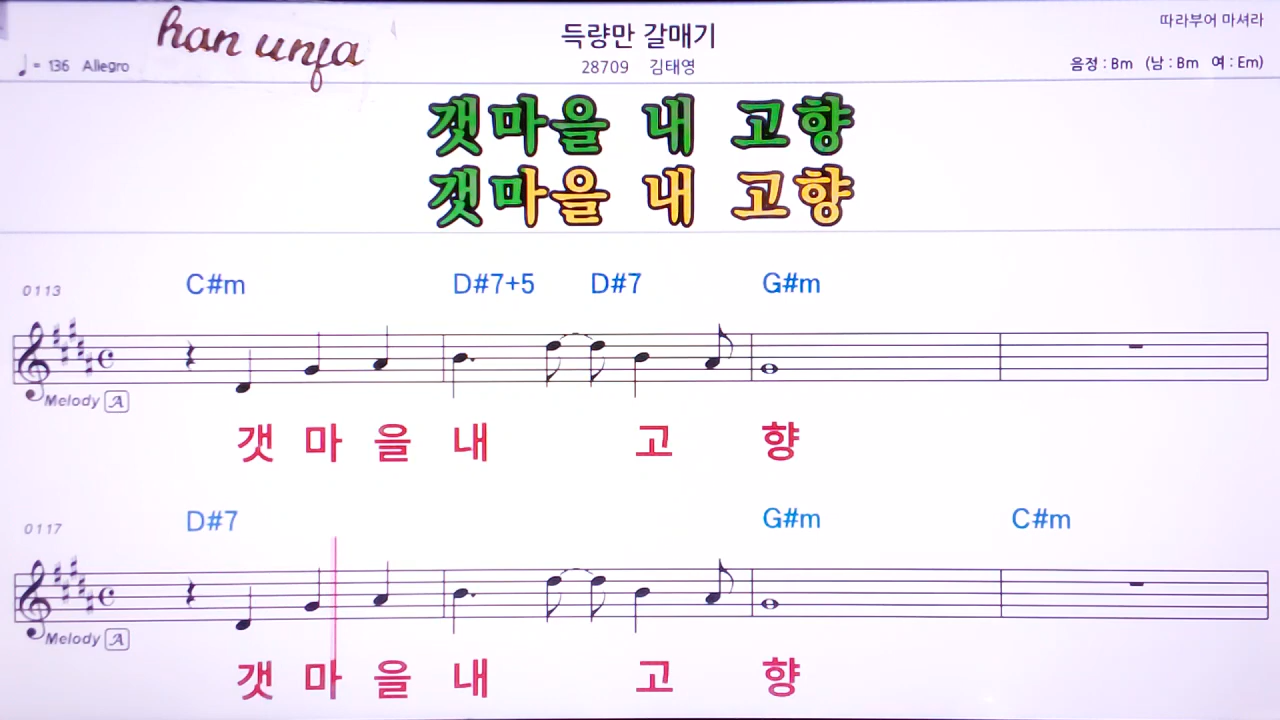 han unfa
득량만 갈매기
따라부어 마셔라
♩= 136 Allegro
28709 김태영
음정 : Bm (남 : Bm 여 : Em)
갯마을 내 고향
갯마을 내 고향
0113 C#m D#7+5 D#7 G#m
Melody A
갯 마 을 내 고 향
0117 D#7 G#m C#m
Melody A
갯 마 을 내 고 향